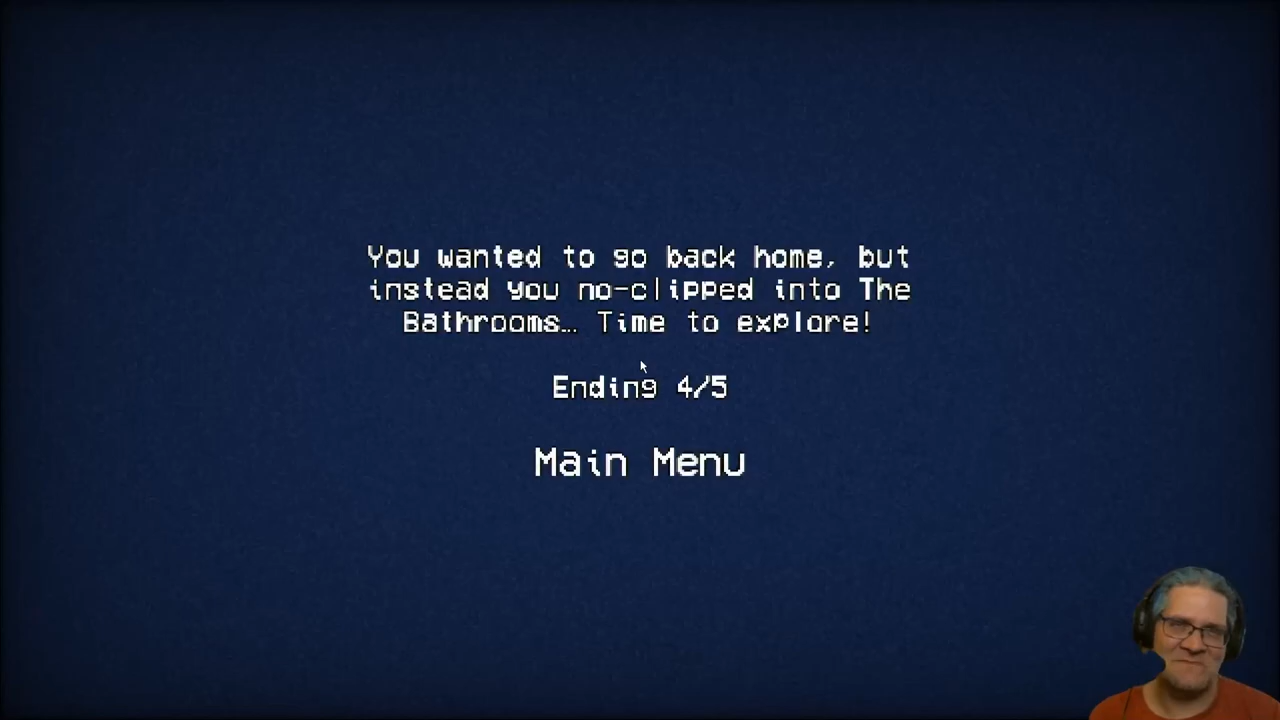 You wanted to go back home, but
instead you no-clipped into The
Bathrooms… Time to explore!
Ending 4/5
Main Menu